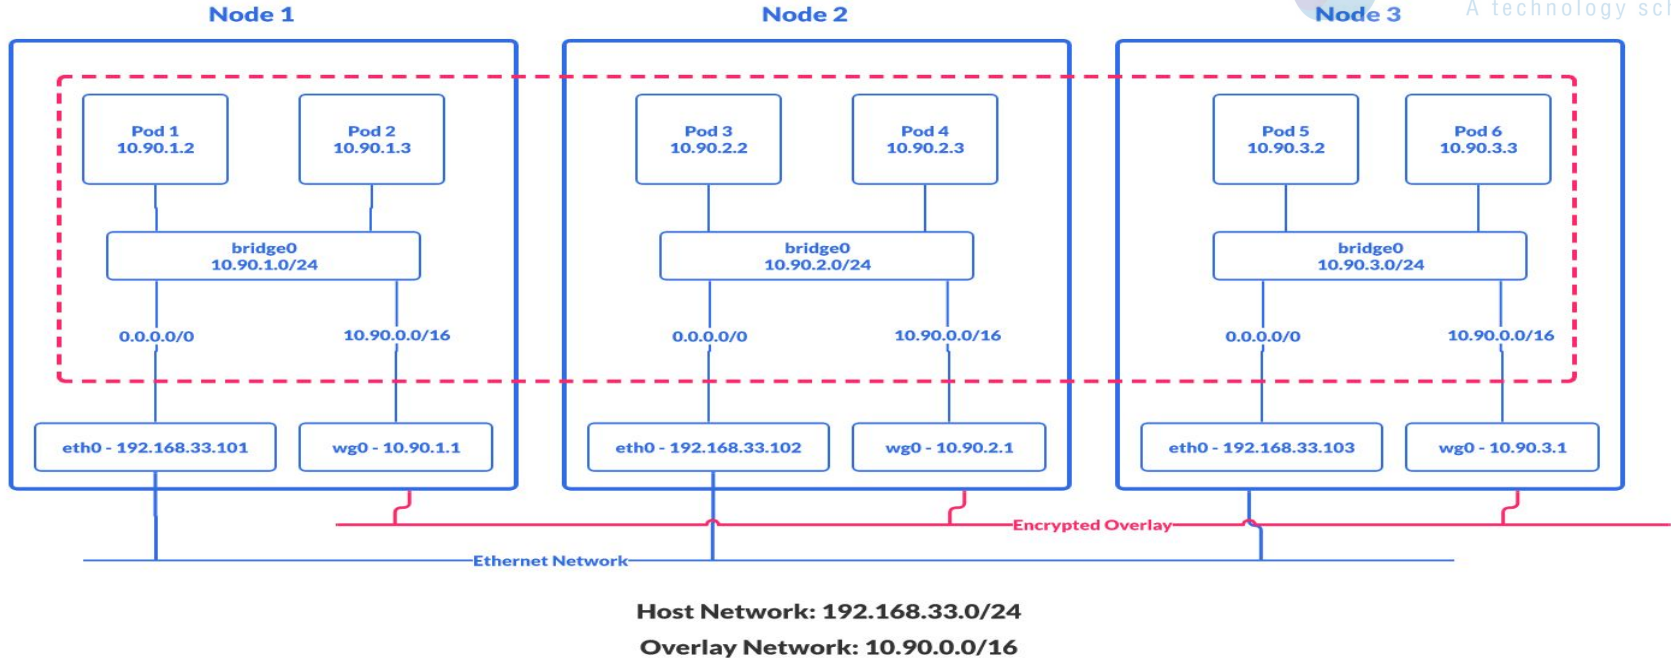 Node 1
Node 2
Node 3
A technology sc
Pod 1
10.90.1.2
Pod 2
10.90.1.3
Pod 3
10.90.2.2
Pod 4
10.90.2.3
Pod 5
10.90.3.2
Pod 6
10.90.3.3
bridge0
10.90.1.0/24
bridge0
10.90.2.0/24
bridge0
10.90.3.0/24
0.0.0.0/0
10.90.0.0/16
0.0.0.0/0
10.90.0.0/16
0.0.0.0/0
10.90.0.0/16
eth0 - 192.168.33.101
wg0 - 10.90.1.1
eth0 - 192.168.33.102
wg0 - 10.90.2.1
eth0 - 192.168.33.103
wg0 - 10.90.3.1
Encrypted Overlay
Ethernet Network
Host Network: 192.168.33.0/24
Overlay Network: 10.90.0.0/16